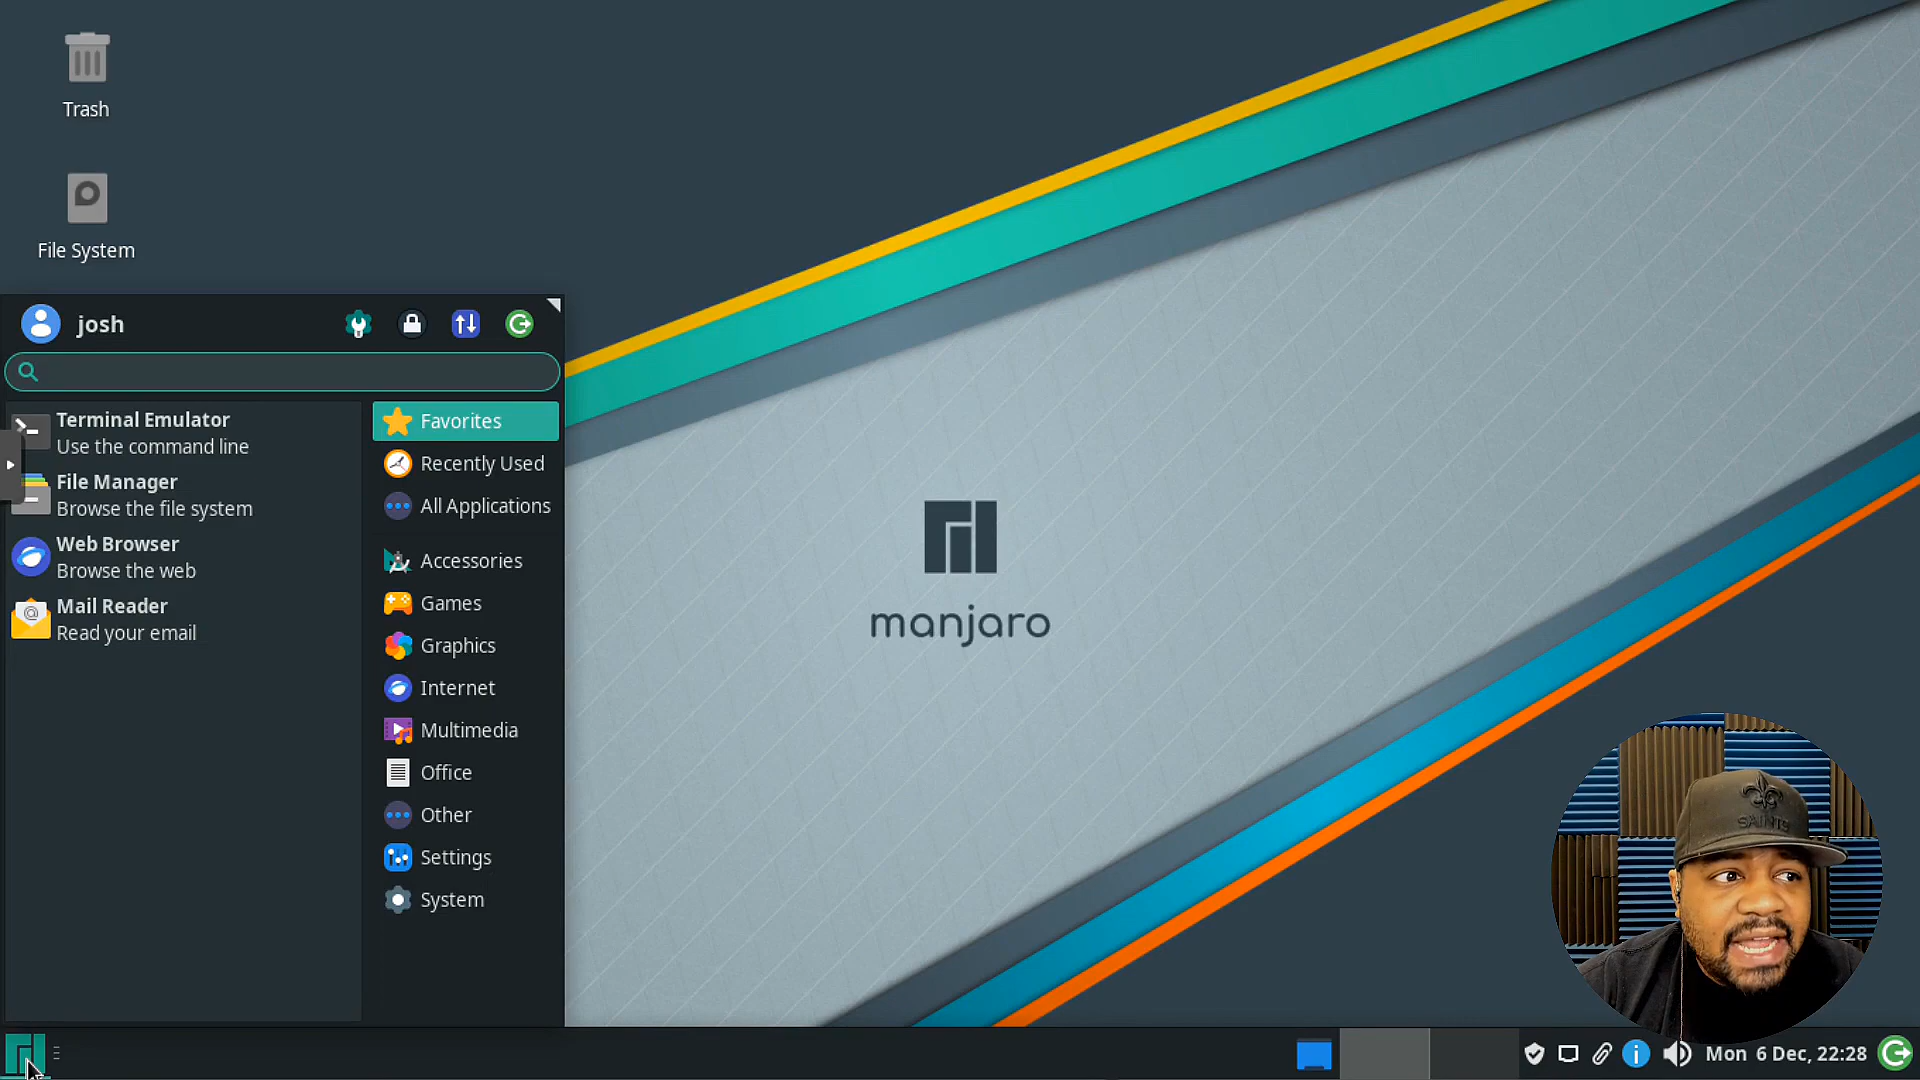 Trash
File System
josh
Terminal Emulator
Use the command line
File Manager
Browse the file system
Web Browser
Browse the web
Mail Reader
Read your email
Favorites
Recently Used
All Applications
Accessories
Games
Graphics
Internet
Multimedia
Office
Other
Settings
System
manjaro
SAINTS
Mon 6 Dec, 22:28